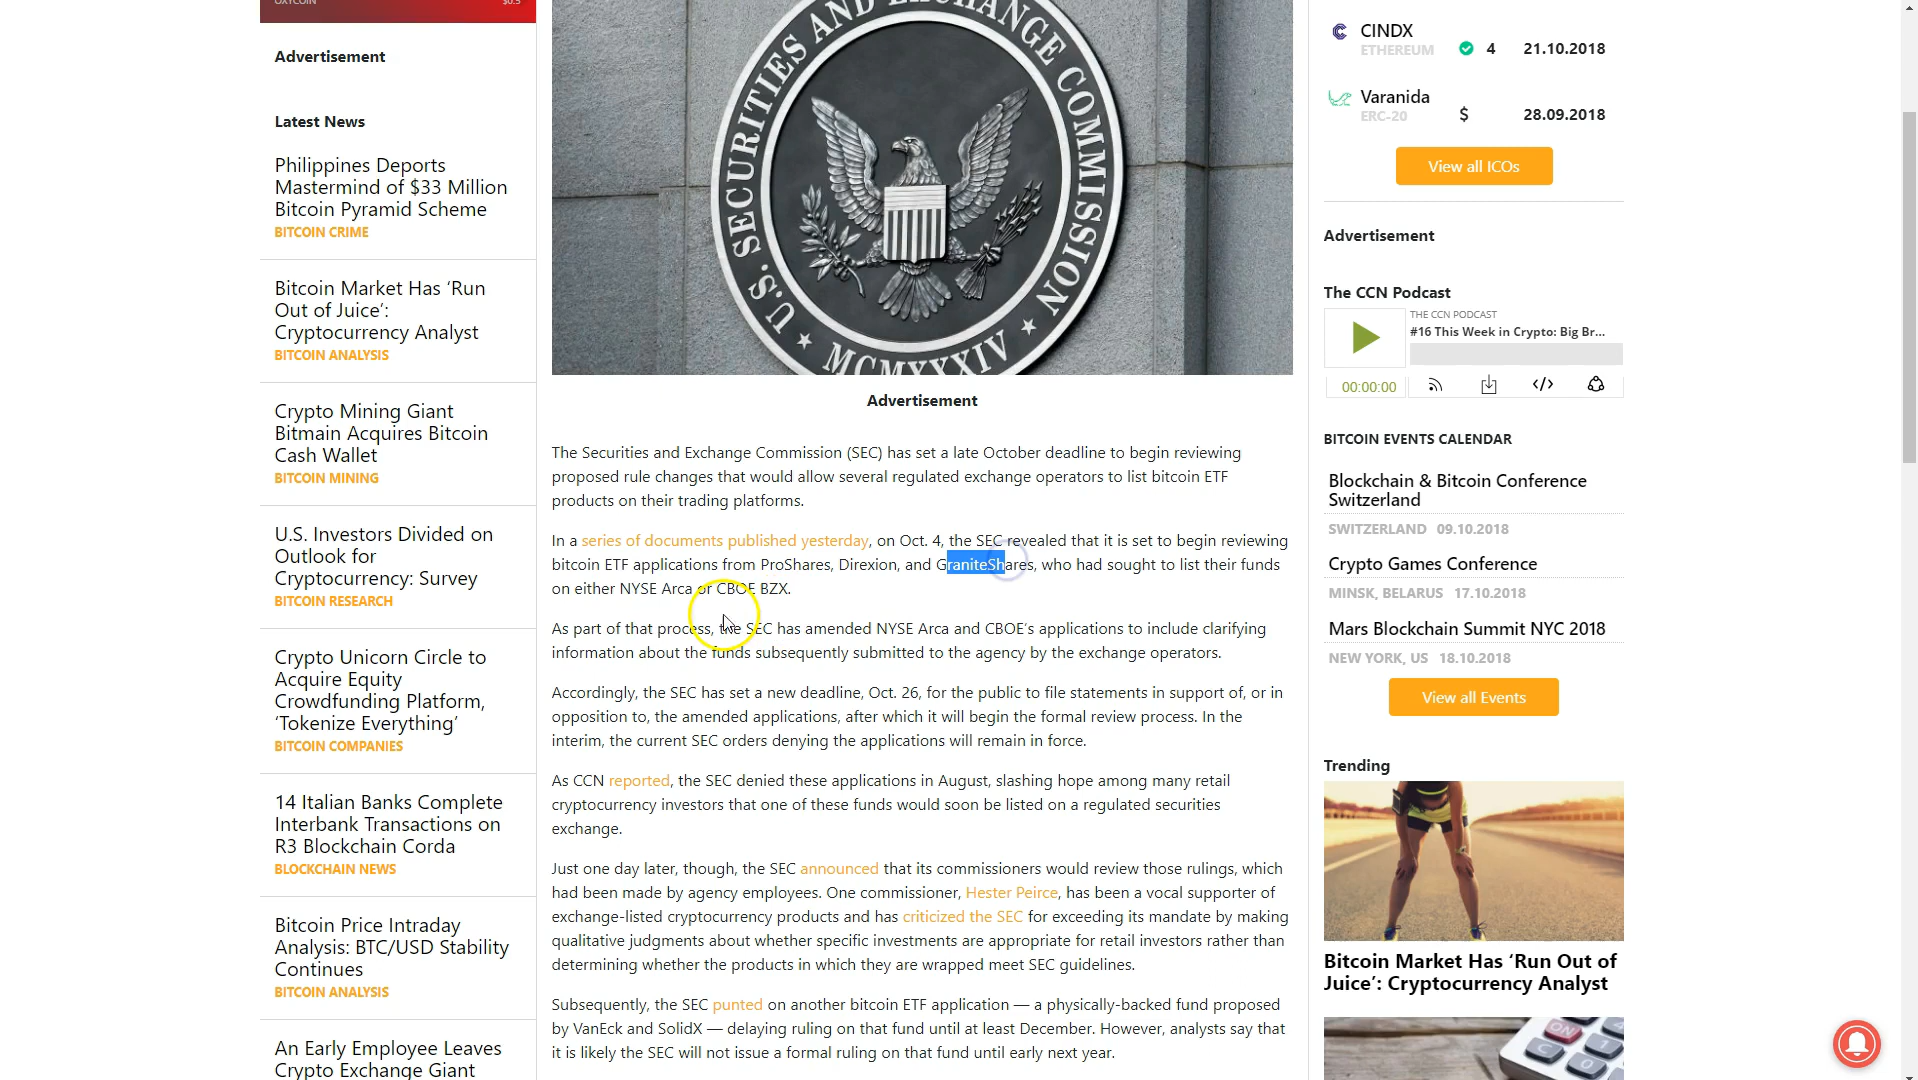 OXYCOIN
$0.5
Advertisement
Latest News
Philippines Deports
Mastermind of $33 Million
Bitcoin Pyramid Scheme
BITCOIN CRIME
Bitcoin Market Has ‘Run
Out of Juice’:
Cryptocurrency Analyst
BITCOIN ANALYSIS
Crypto Mining Giant
Bitmain Acquires Bitcoin
Cash Wallet
BITCOIN MINING
U.S. Investors Divided on
Outlook for
Cryptocurrency: Survey
BITCOIN RESEARCH
Crypto Unicorn Circle to
Acquire Equity
Crowdfunding Platform,
‘Tokenize Everything’
BITCOIN COMPANIES
14 Italian Banks Complete
Interbank Transactions on
R3 Blockchain Corda
BLOCKCHAIN NEWS
Bitcoin Price Intraday
Analysis: BTC/USD Stability
Continues
BITCOIN ANALYSIS
An Early Employee Leaves
Crypto Exchange Giant
U.S. SECURITIES AND EXCHANGE COMMISSION
MCMXXXIV
Advertisement
The Securities and Exchange Commission (SEC) has set a late October deadline to begin reviewing
proposed rule changes that would allow several regulated exchange operators to list bitcoin ETF
products on their trading platforms.
In a series of documents published yesterday, on Oct. 4, the SEC revealed that it is set to begin reviewing
bitcoin ETF applications from ProShares, Direxion, and GraniteShares, who had sought to list their funds
on either NYSE Arca or CBOE BZX.
As part of that process, the SEC has amended NYSE Arca and CBOE’s applications to include clarifying
information about the funds subsequently submitted to the agency by the exchange operators.
Accordingly, the SEC has set a new deadline, Oct. 26, for the public to file statements in support of, or in
opposition to, the amended applications, after which it will begin the formal review process. In the
interim, the current SEC orders denying the applications will remain in force.
As CCN reported, the SEC denied these applications in August, slashing hope among many retail
cryptocurrency investors that one of these funds would soon be listed on a regulated securities
exchange.
Just one day later, though, the SEC announced that its commissioners would review those rulings, which
had been made by agency employees. One commissioner, Hester Peirce, has been a vocal supporter of
exchange-listed cryptocurrency products and has criticized the SEC for exceeding its mandate by making
qualitative judgments about whether specific investments are appropriate for retail investors rather than
determining whether the products in which they are wrapped meet SEC guidelines.
Subsequently, the SEC punted on another bitcoin ETF application — a physically-backed fund proposed
by VanEck and SolidX — delaying ruling on that fund until at least December. However, analysts say that
it is likely the SEC will not issue a formal ruling on that fund until early next year.
CINDX
ETHEREUM
4
21.10.2018
Varanida
ERC-20
$
28.09.2018
View all ICOs
Advertisement
The CCN Podcast
THE CCN PODCAST
#16 This Week in Crypto: Big Br...
00:00:00
BITCOIN EVENTS CALENDAR
Blockchain & Bitcoin Conference
Switzerland
SWITZERLAND 09.10.2018
Crypto Games Conference
MINSK, BELARUS 17.10.2018
Mars Blockchain Summit NYC 2018
NEW YORK, US 18.10.2018
View all Events
Trending
Bitcoin Market Has ‘Run Out of
Juice’: Cryptocurrency Analyst
ON
C